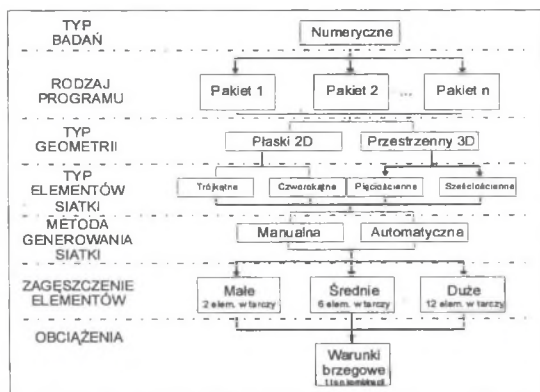 TYP
BADAŃ
Numeryczne
RODZAJ
PROGRAMU
Pakiet 1
Pakiet 2
...
Pakiet n
TYP
GEOMETRII
Płaski 2D
Przestrzenny 3D
TYP
ELEMENTÓW
SIATKI
Trójkątne
Czworokątne
Pięciościenne
Sześciościenne
METODA
GENEROWANIA
SIATKI
Manualna
Automatyczna
ZAGĘSZCZENIE
ELEMENTÓW
Małe
2 elem. w tarczy
Średnie
6 elem. w tarczy
Duże
12 elem. w tarczy
OBCIĄŻENIA
Warunki
brzegowe